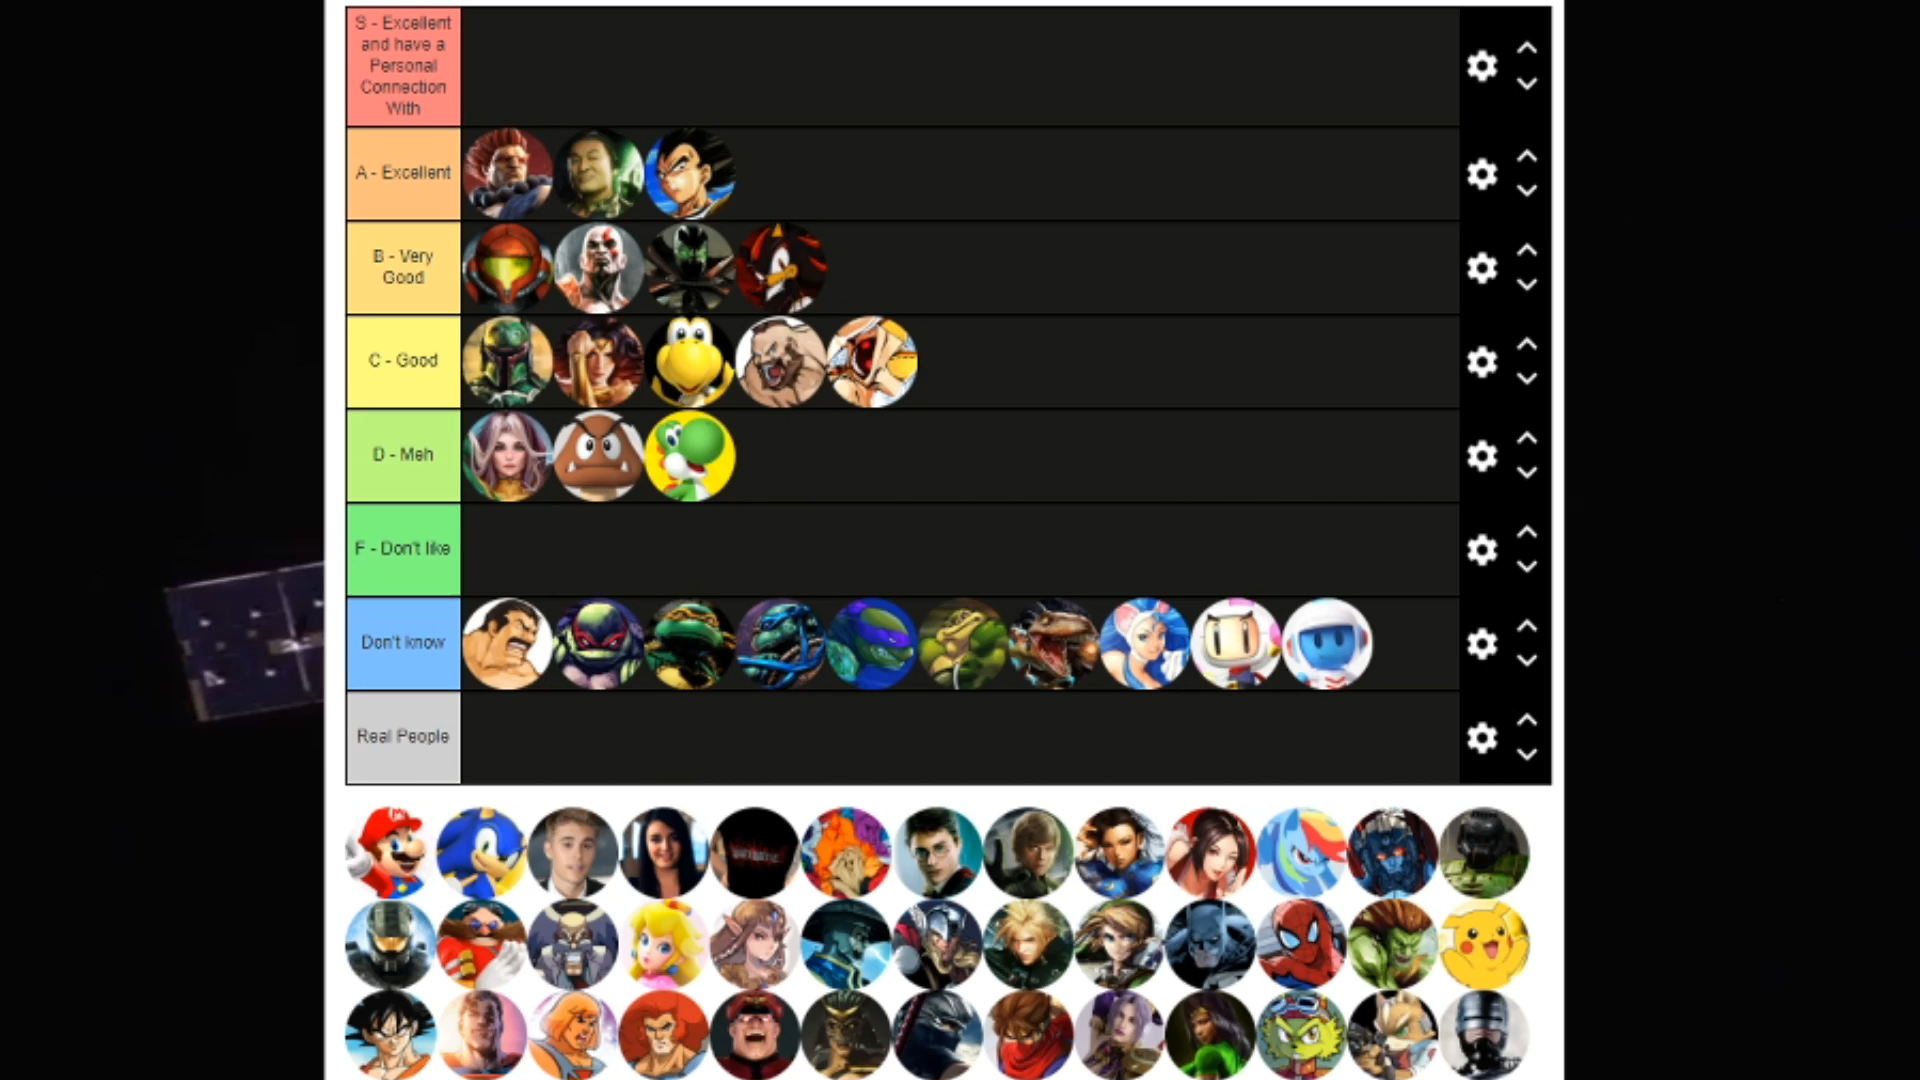 S - Excellent
and have a
Personal
Connection
With
A - Excellent
B - Very
Good
C - Good
D - Meh
F - Don't like
Don't know
Real People